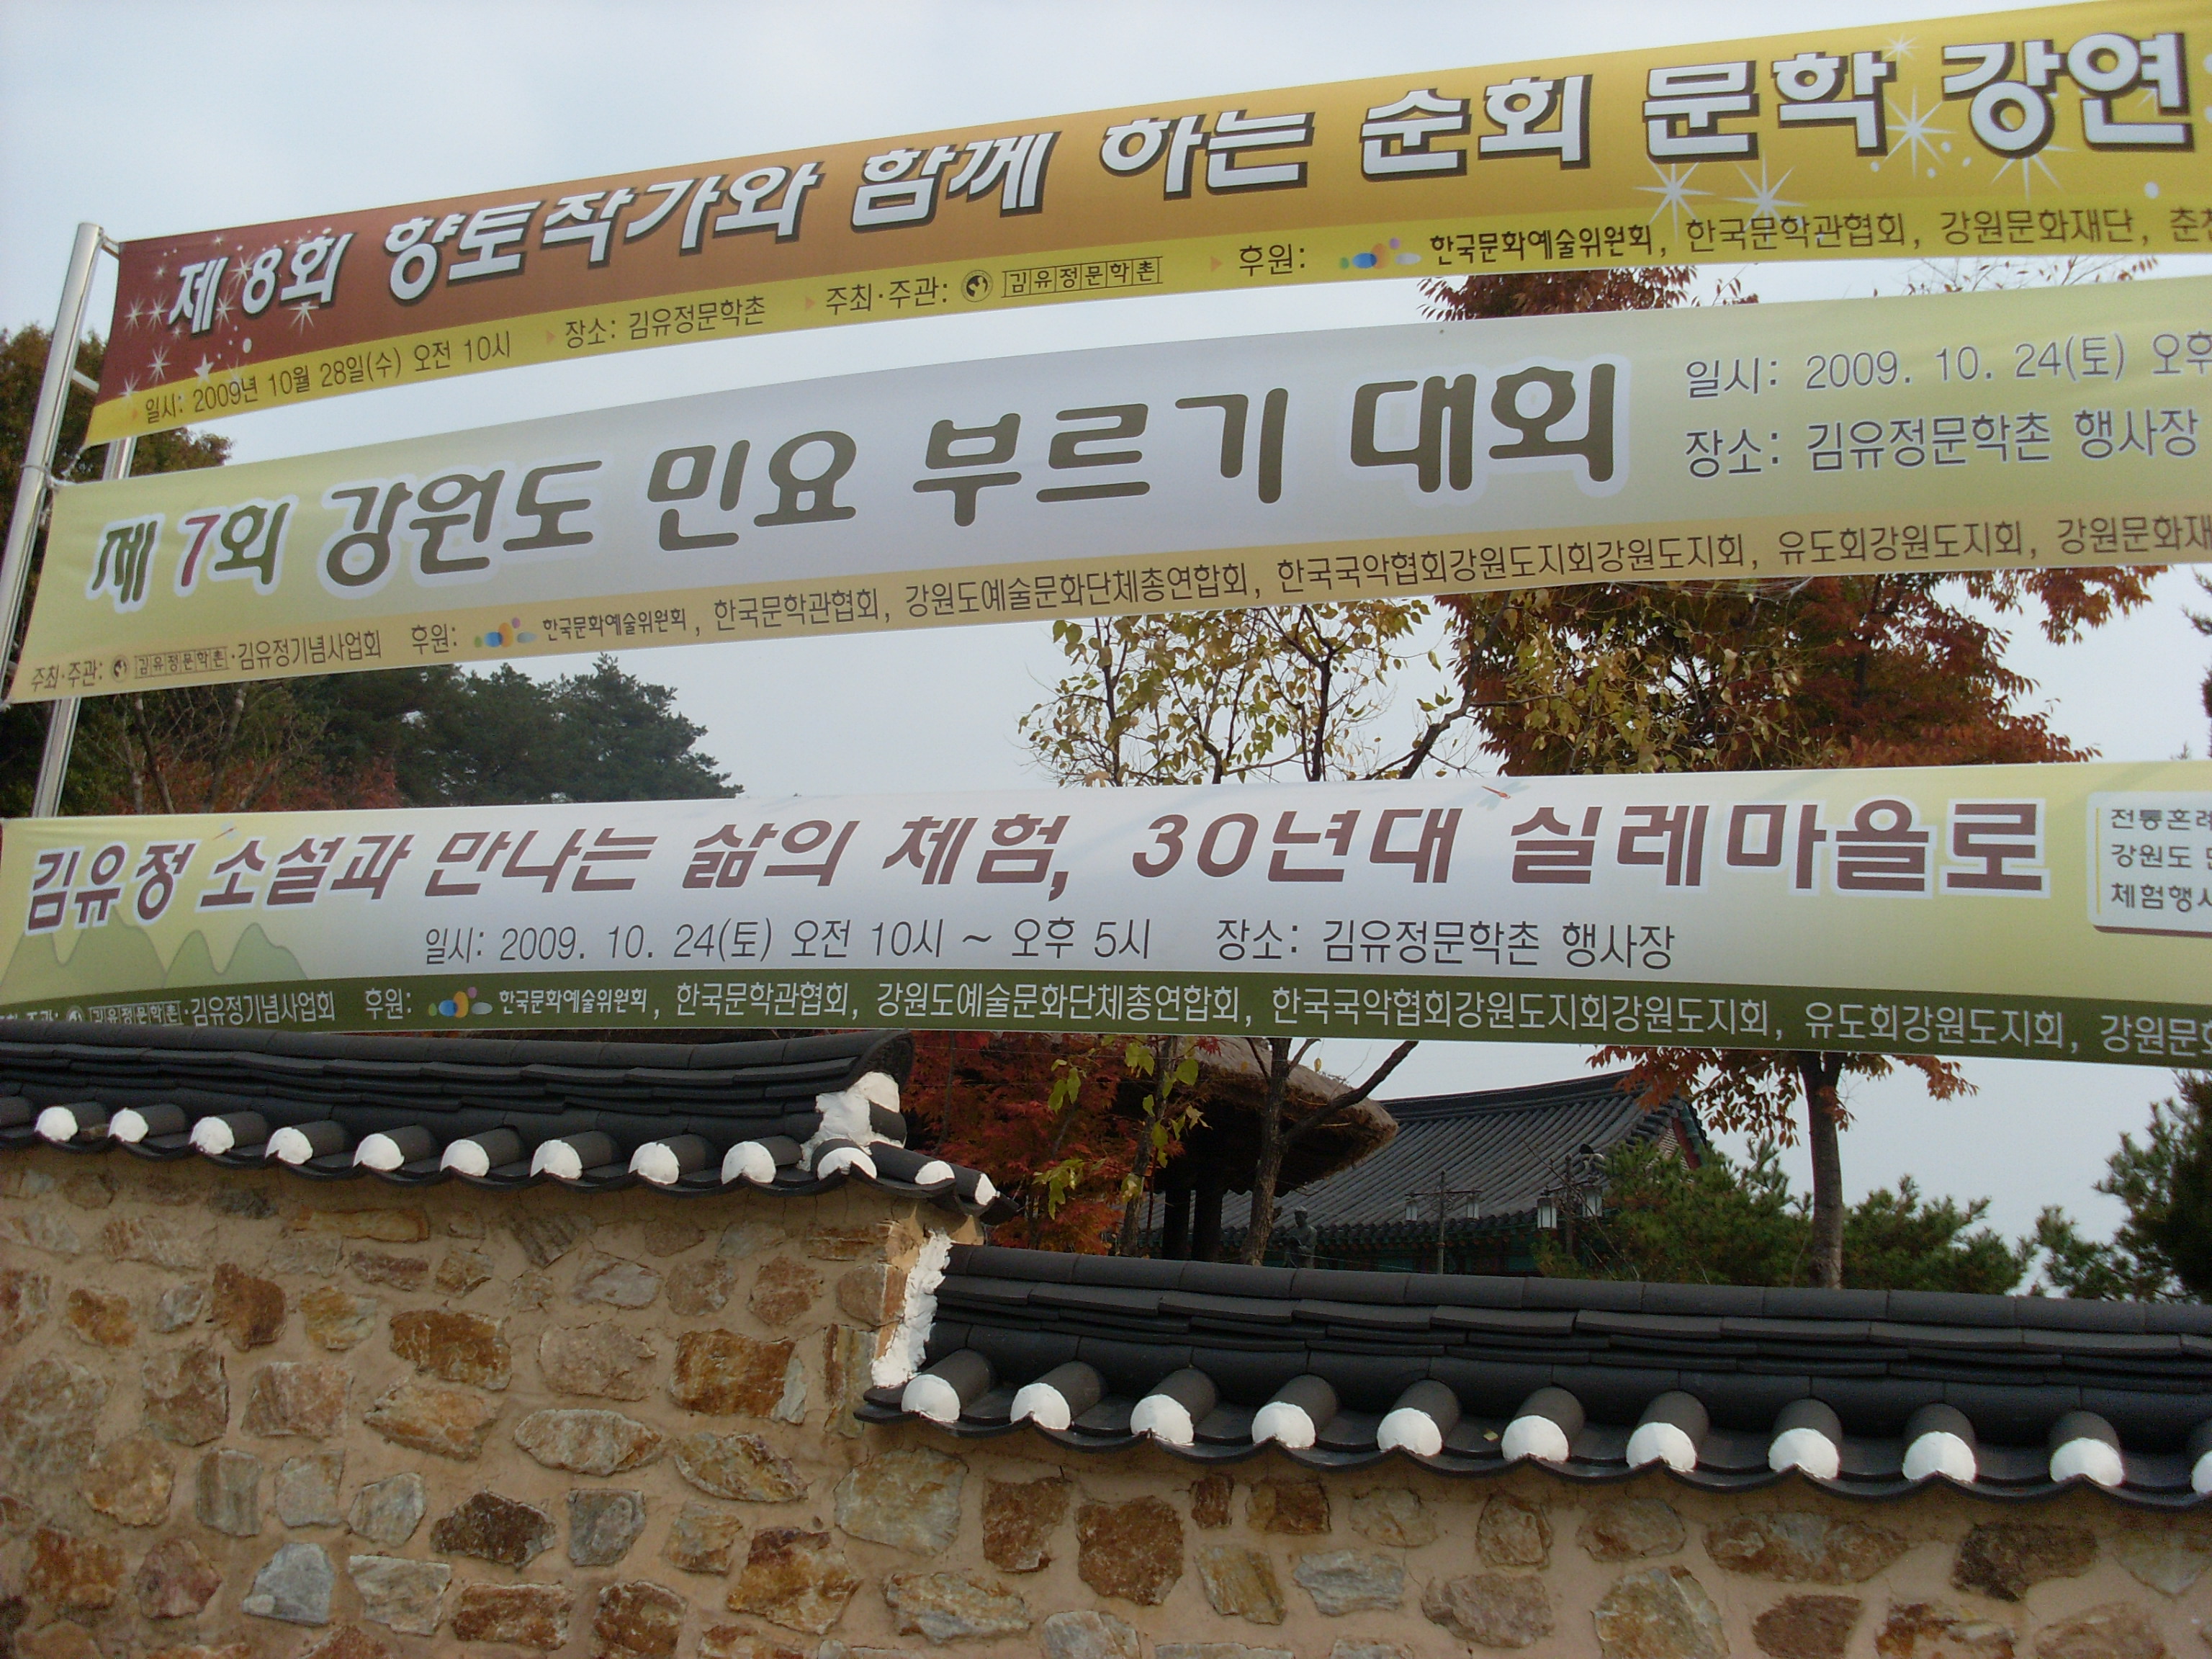 제 8회 향토작가와 함께 하는 순회 문학 강연
일시: 2009년 10월 28일(수) 오전 10시 장소: 김유정문학촌 주최·주관: 김유정문학촌 후원: 한국문화예술위원회, 한국문학관협회, 강원문화재단,
제 7회 강원도 민요 부르기 대회
일시: 2009. 10. 24(토) 오후
장소: 김유정문학촌 행사장
주최·주관: 김유정문학촌·김유정기념사업회 후원: 한국문화예술위원회, 한국문학관협회, 강원도예술문화단체총연합회, 한국국악협회강원도지회강원도지회, 유도회강원도지회, 강원문화재
김유정 소설과 만나는 삶의 체험, 30년대 실레마을로
전통혼례
강원도
체험행사
일시: 2009. 10. 24(토) 오전 10시 ~ 오후 5시 장소: 김유정문학촌 행사장
주관: 김유정문학촌·김유정기념사업회 후원: 한국문화예술위원회, 한국문학관협회, 강원도예술문화단체총연합회, 한국국악협회강원도지회강원도지회, 유도회강원도지회, 강원문화